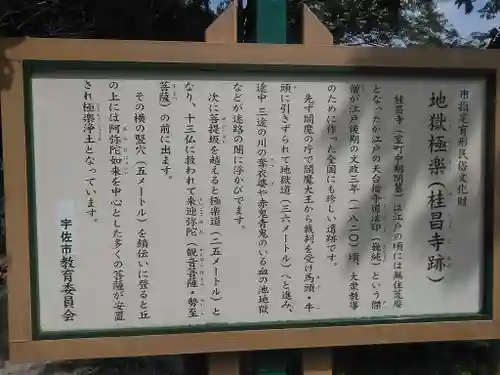 市指定有形民俗文化財
地獄極楽（桂昌寺跡）
桂昌寺（室町中期開基）は江戸の頃には無住荒庵
となったが江戸の天台僧午道法印（巍純）という傑
僧が江戸後期の文政三年（一八二〇）頃、大衆教導
のために作った全国にも珍しい遺跡です。
先ず閻魔の庁で閻魔大王から裁判を受け馬頭・牛
頭に引きずられて地獄道（三六メートル）へと進み、
途中三途の川の奪衣婆や赤鬼青鬼のいる血の池地獄
などが迷路の闇に浮かびでます。
次に菩提坂を越えると極楽道（二五メートル）と
なり、十三仏に救われて来迎弥陀（観音菩薩・勢至
菩薩）の前に出ます。
その横の竪穴（五メートル）を鎖伝いに登ると丘
の上には阿弥陀如来を中心とした多くの菩薩が安置
され極楽浄土となっています。
宇佐市教育委員会